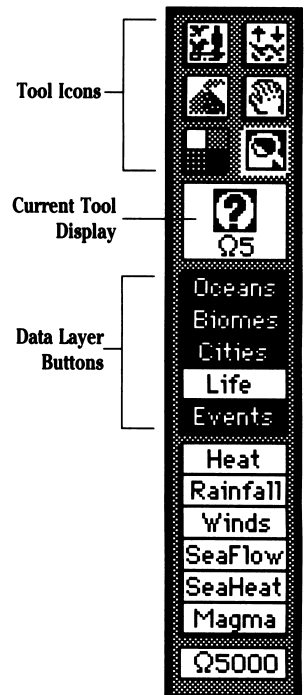 Tool Icons
Current Tool
Display
?
Ω5
Data Layer
Buttons
Oceans
Biomes
Cities
Life
Events
Heat
Rainfall
Winds
SeaFlow
SeaHeat
Magma
Ω5000